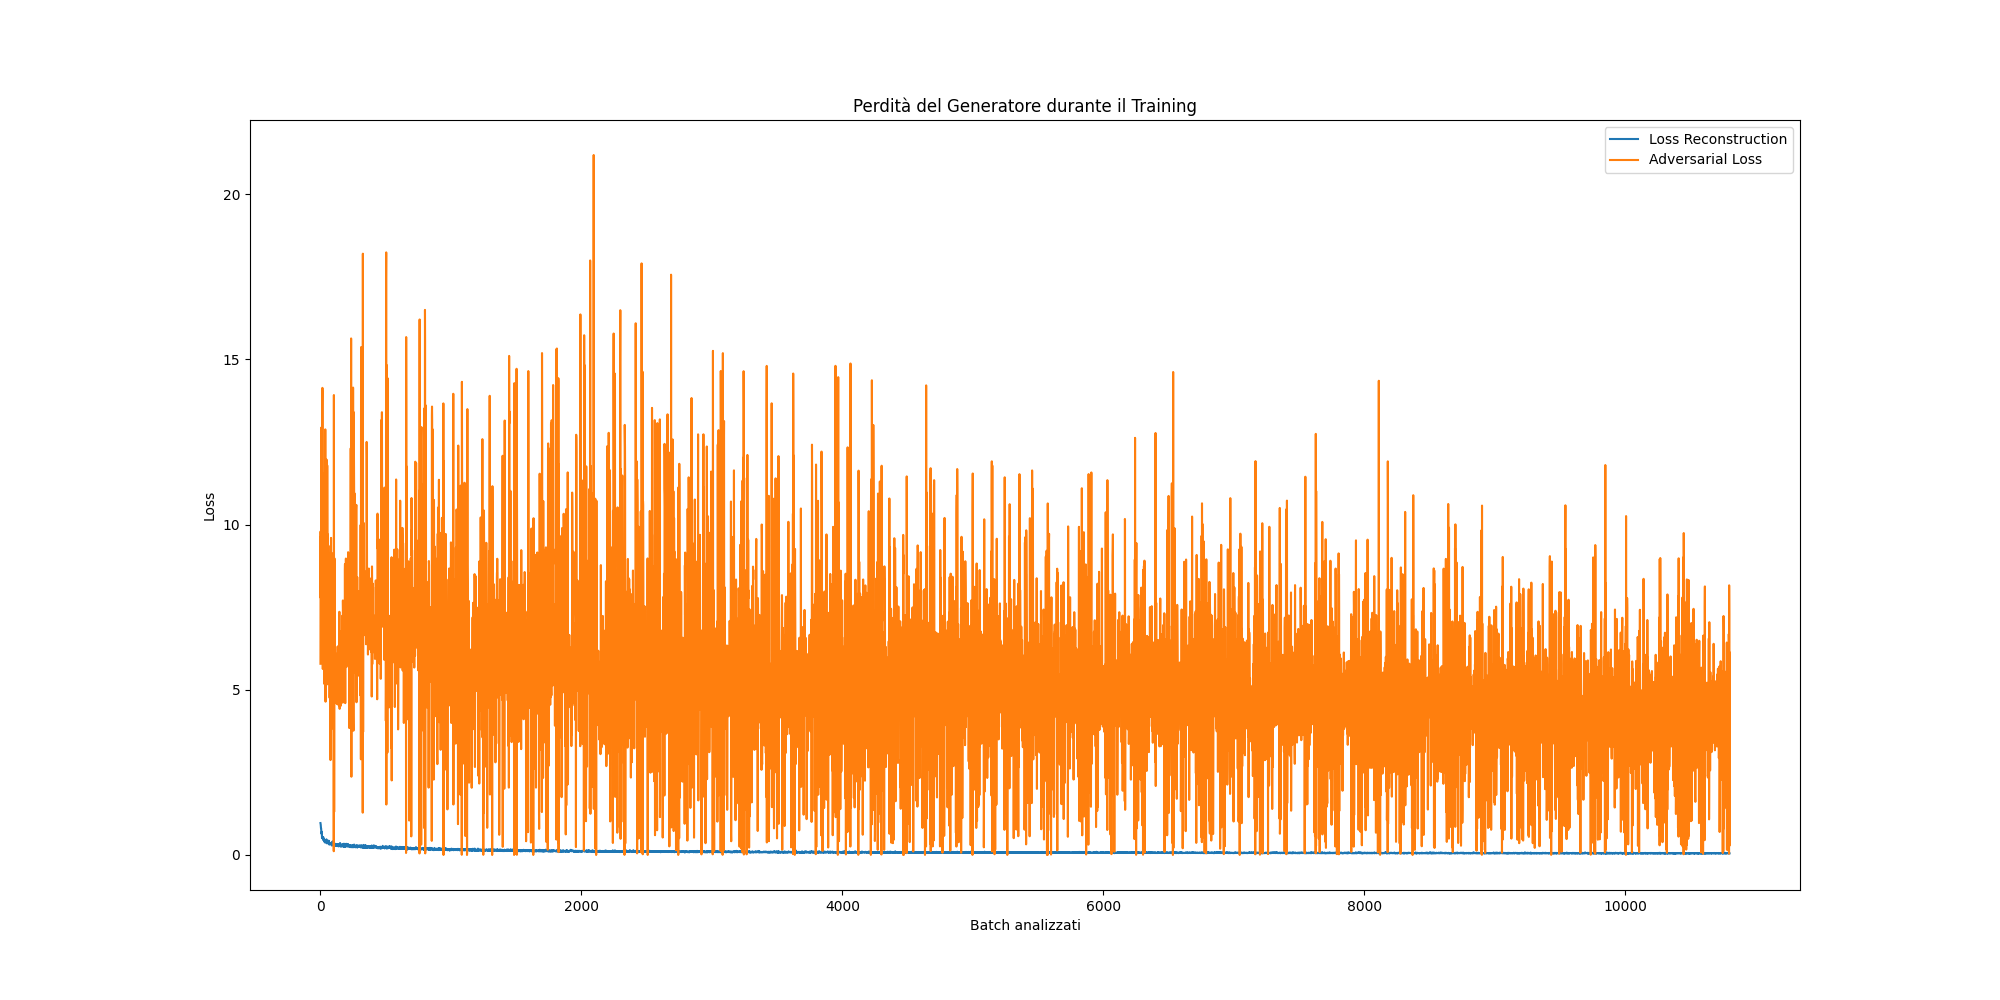 Perdità del Generatore durante il Training
Loss Reconstruction
Adversarial Loss
20
15
10
5
0
Loss
0 2000 4000 6000 8000 10000
Batch analizzati